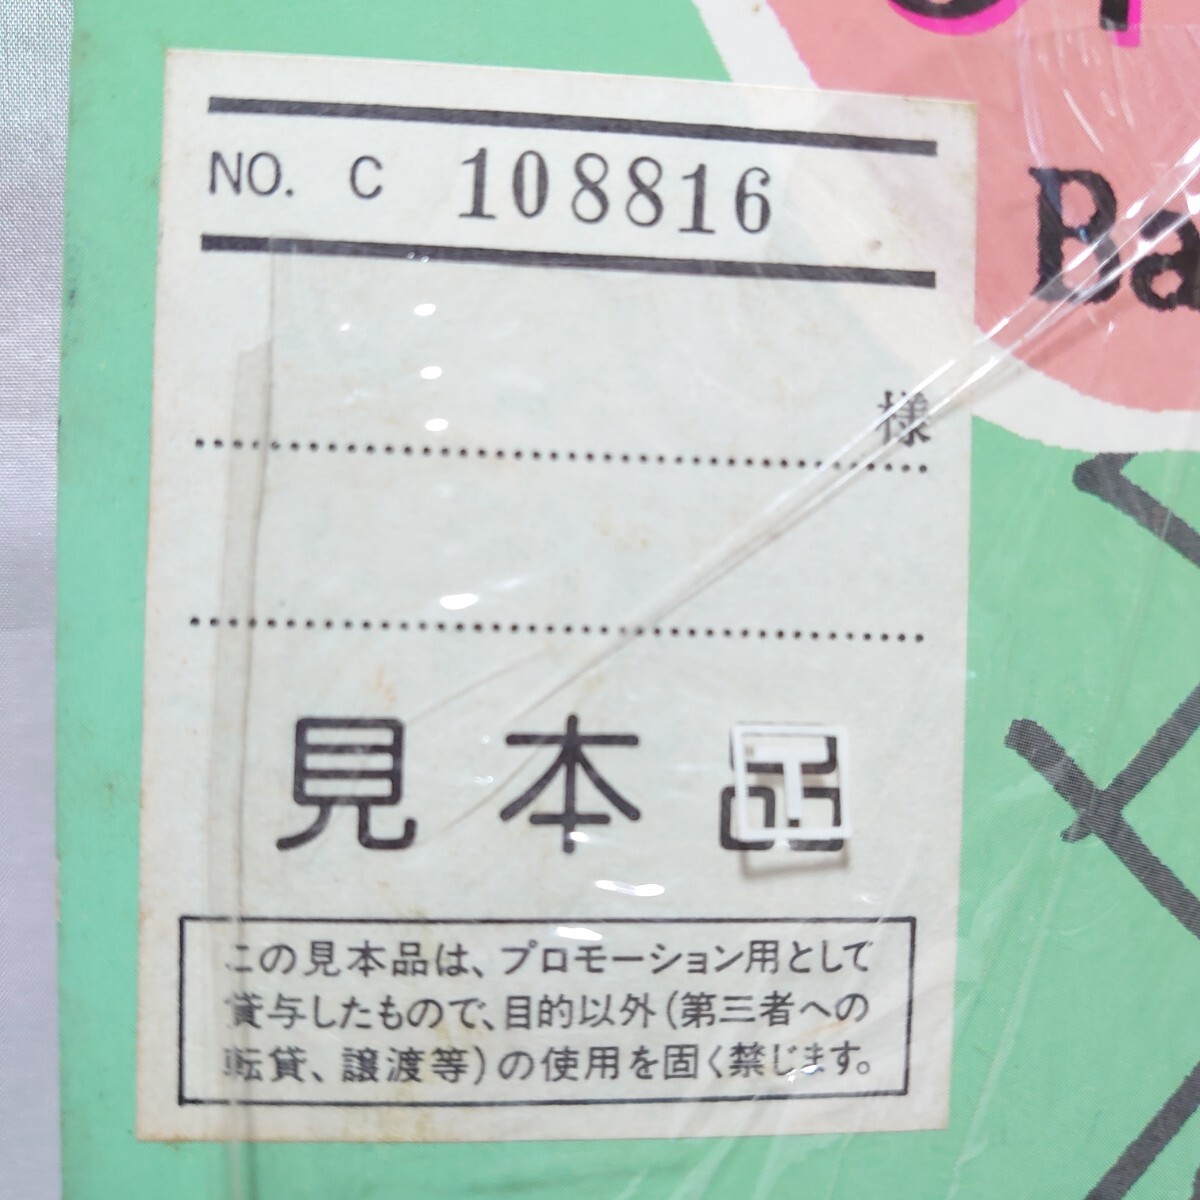 NO. C 108816
Ba
様
見本品
T
この見本品は、プロモーション用として
貸与したもので、目的以外(第三者への
転貸、譲渡等)の使用を固く禁じます。